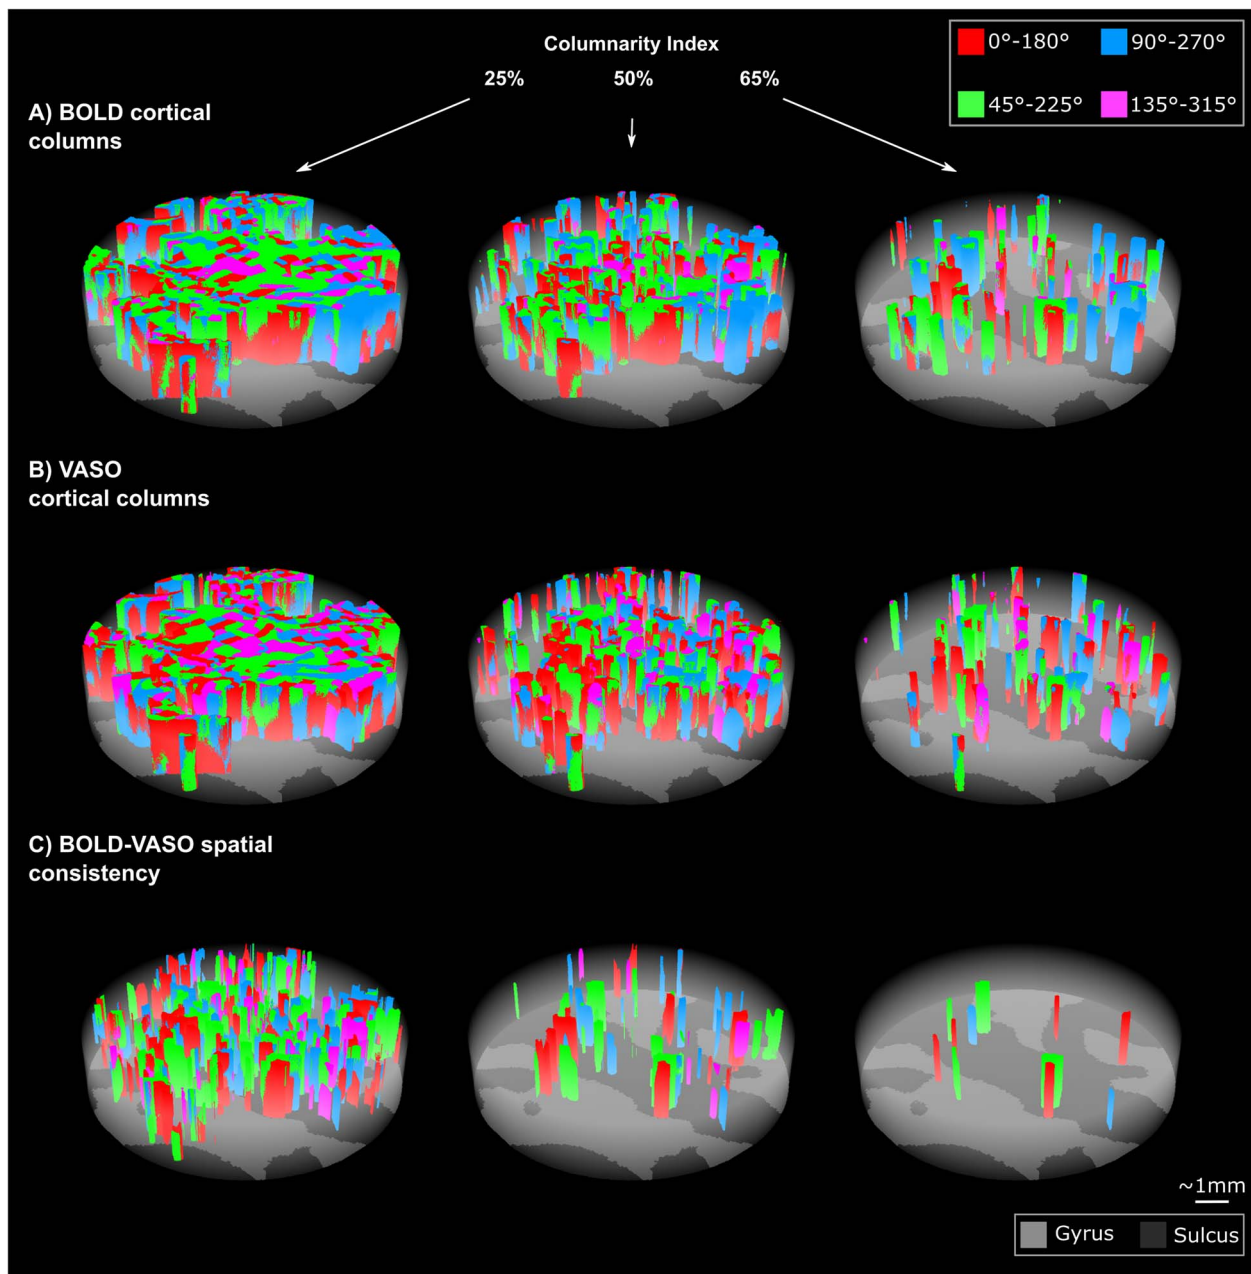 Columnarity Index
25% 50% 65%
0°-180° 90°-270°
45°-225° 135°-315°
A) BOLD cortical
columns
B) VASO
cortical columns
C) BOLD-VASO spatial
consistency
~1mm
Gyrus Sulcus